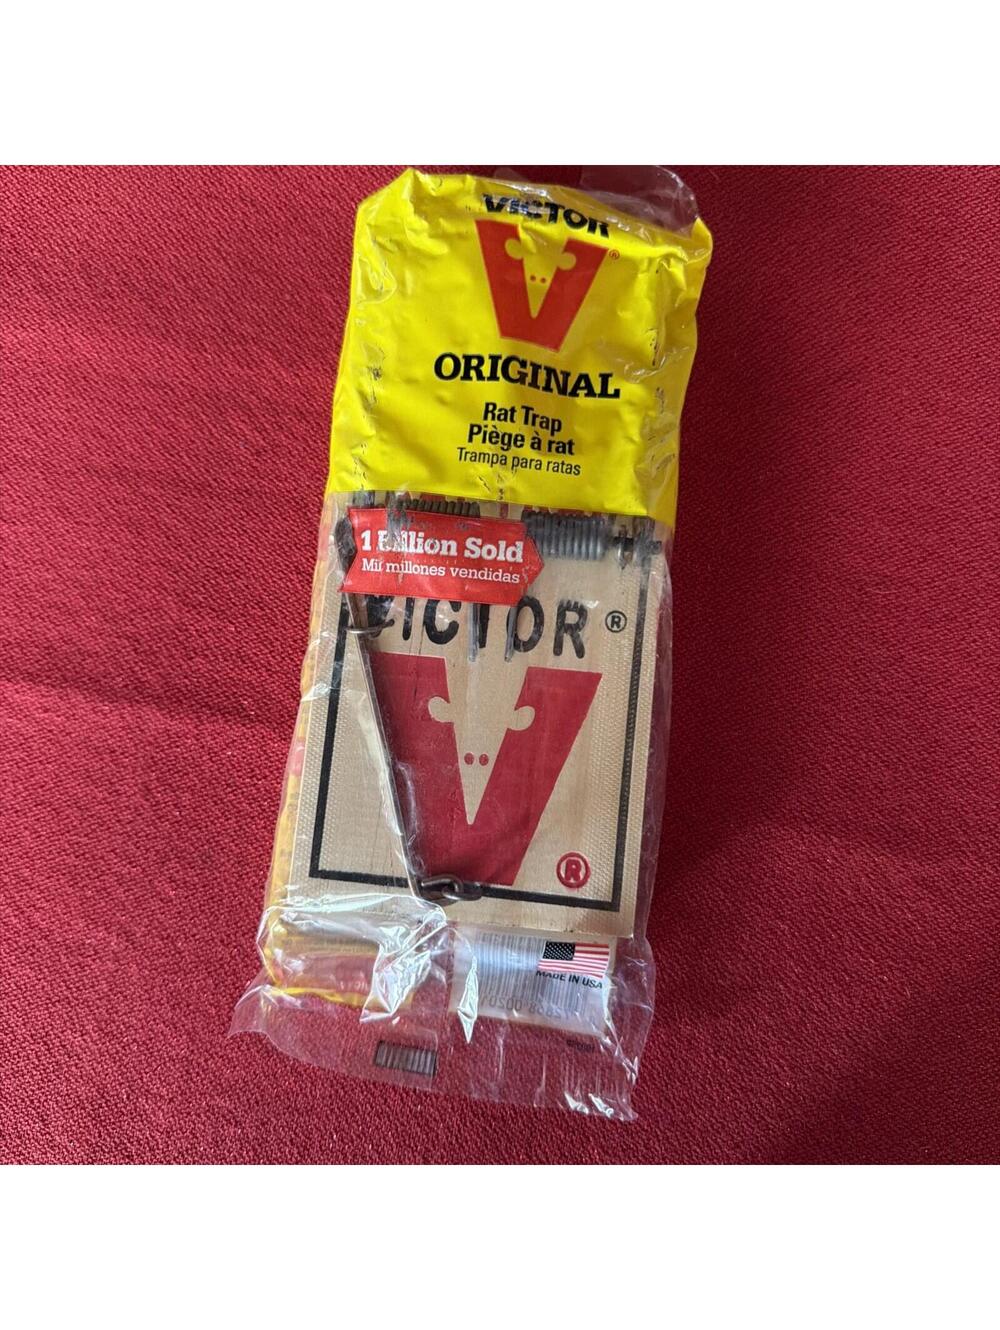 VICTOR
®
ORIGINAL
Rat Trap
Piège à rat
Trampa para ratas
1 Billion Sold
Mil millones vendidas
VICTOR ®
®
MADE IN USA